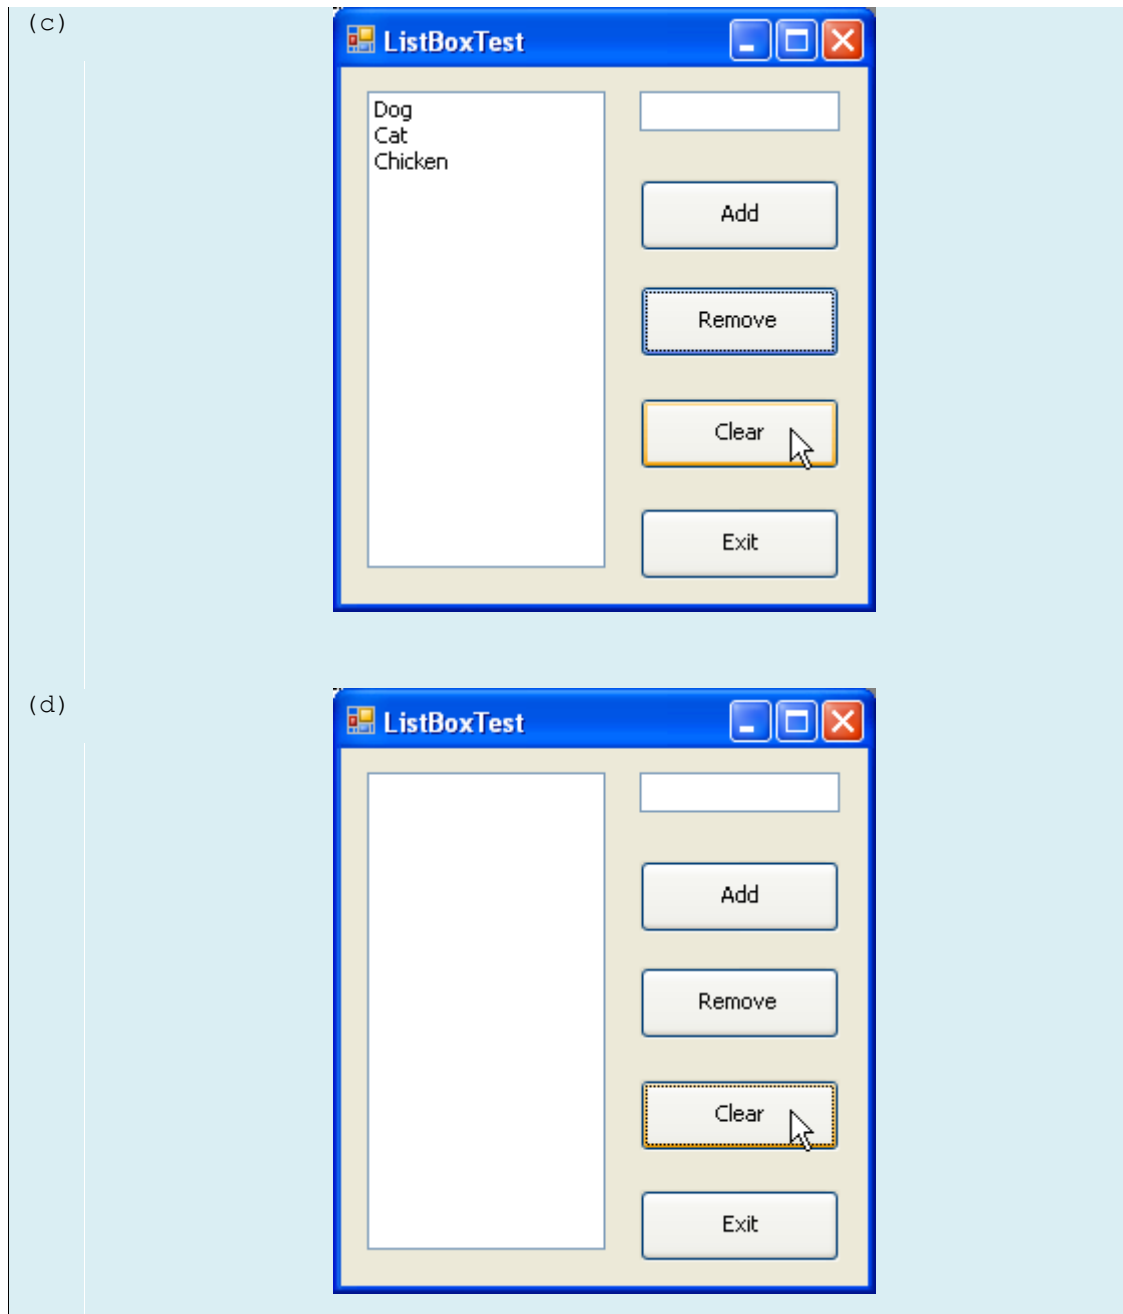 (c)
ListBoxTest
Dog
Cat
Chicken
Add
Remove
Clear
Exit
(d)
ListBoxTest
Add
Remove
Clear
Exit